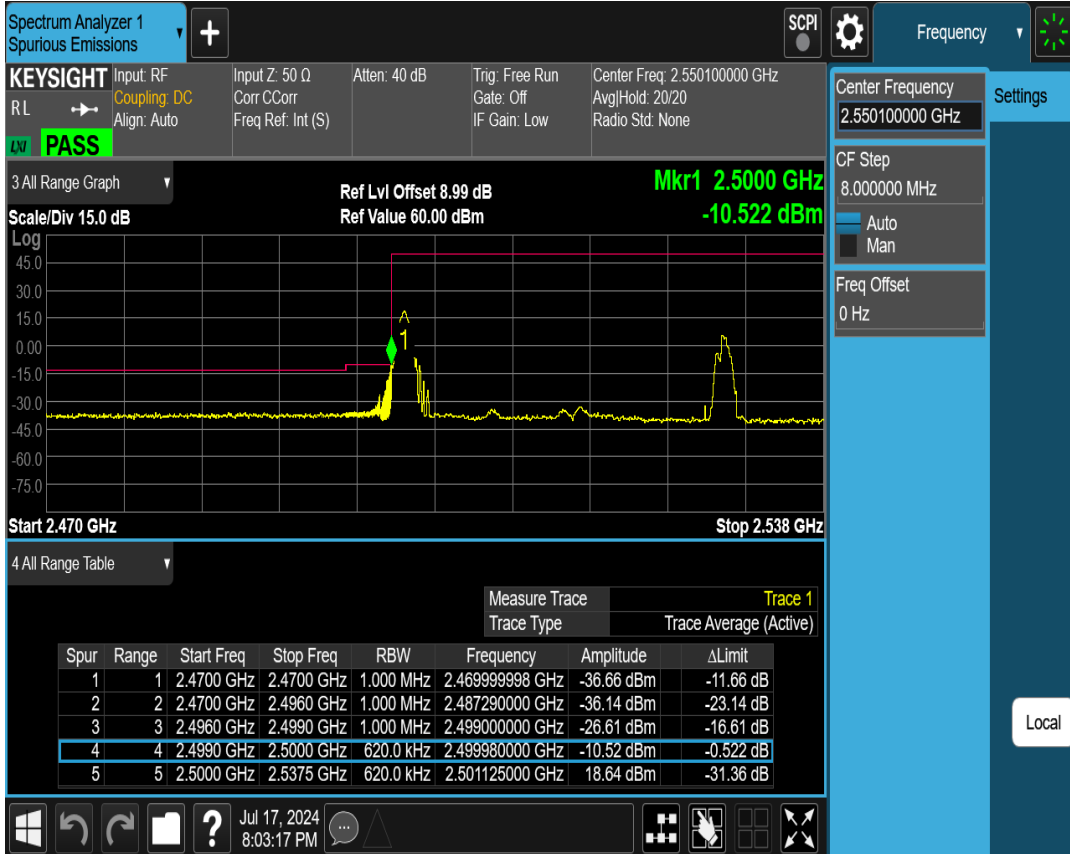 Spectrum Analyzer 1
Spurious Emissions
+
SCPI
Frequency
KEYSIGHT
RL
LXI
PASS
Input: RF
Coupling: DC
Align: Auto
Input Z: 50 Ω
Corr CCorr
Freq Ref: Int (S)
Atten: 40 dB
Trig: Free Run
Gate: Off
IF Gain: Low
Center Freq: 2.550100000 GHz
Avg|Hold: 20/20
Radio Std: None
Center Frequency
2.550100000 GHz
Settings
CF Step
8.000000 MHz
Auto
Man
Freq Offset
0 Hz
Local
3 All Range Graph
Ref Lvl Offset 8.99 dB
Mkr1 2.5000 GHz
Scale/Div 15.0 dB
Ref Value 60.00 dBm
-10.522 dBm
Log
45.0
30.0
15.0
0.00
-15.0
-30.0
-45.0
-60.0
-75.0
1
Start 2.470 GHz
Stop 2.538 GHz
4 All Range Table
Measure Trace Trace 1
Trace Type Trace Average (Active)
Spur Range Start Freq Stop Freq RBW Frequency Amplitude ΔLimit
1 1 2.4700 GHz 2.4700 GHz 1.000 MHz 2.469999998 GHz -36.66 dBm -11.66 dB
2 2 2.4700 GHz 2.4960 GHz 1.000 MHz 2.487290000 GHz -36.14 dBm -23.14 dB
3 3 2.4960 GHz 2.4990 GHz 1.000 MHz 2.499000000 GHz -26.61 dBm -16.61 dB
4 4 2.4990 GHz 2.5000 GHz 620.0 kHz 2.499980000 GHz -10.52 dBm -0.522 dB
5 5 2.5000 GHz 2.5375 GHz 620.0 kHz 2.501125000 GHz 18.64 dBm -31.36 dB
?
Jul 17, 2024
8:03:17 PM